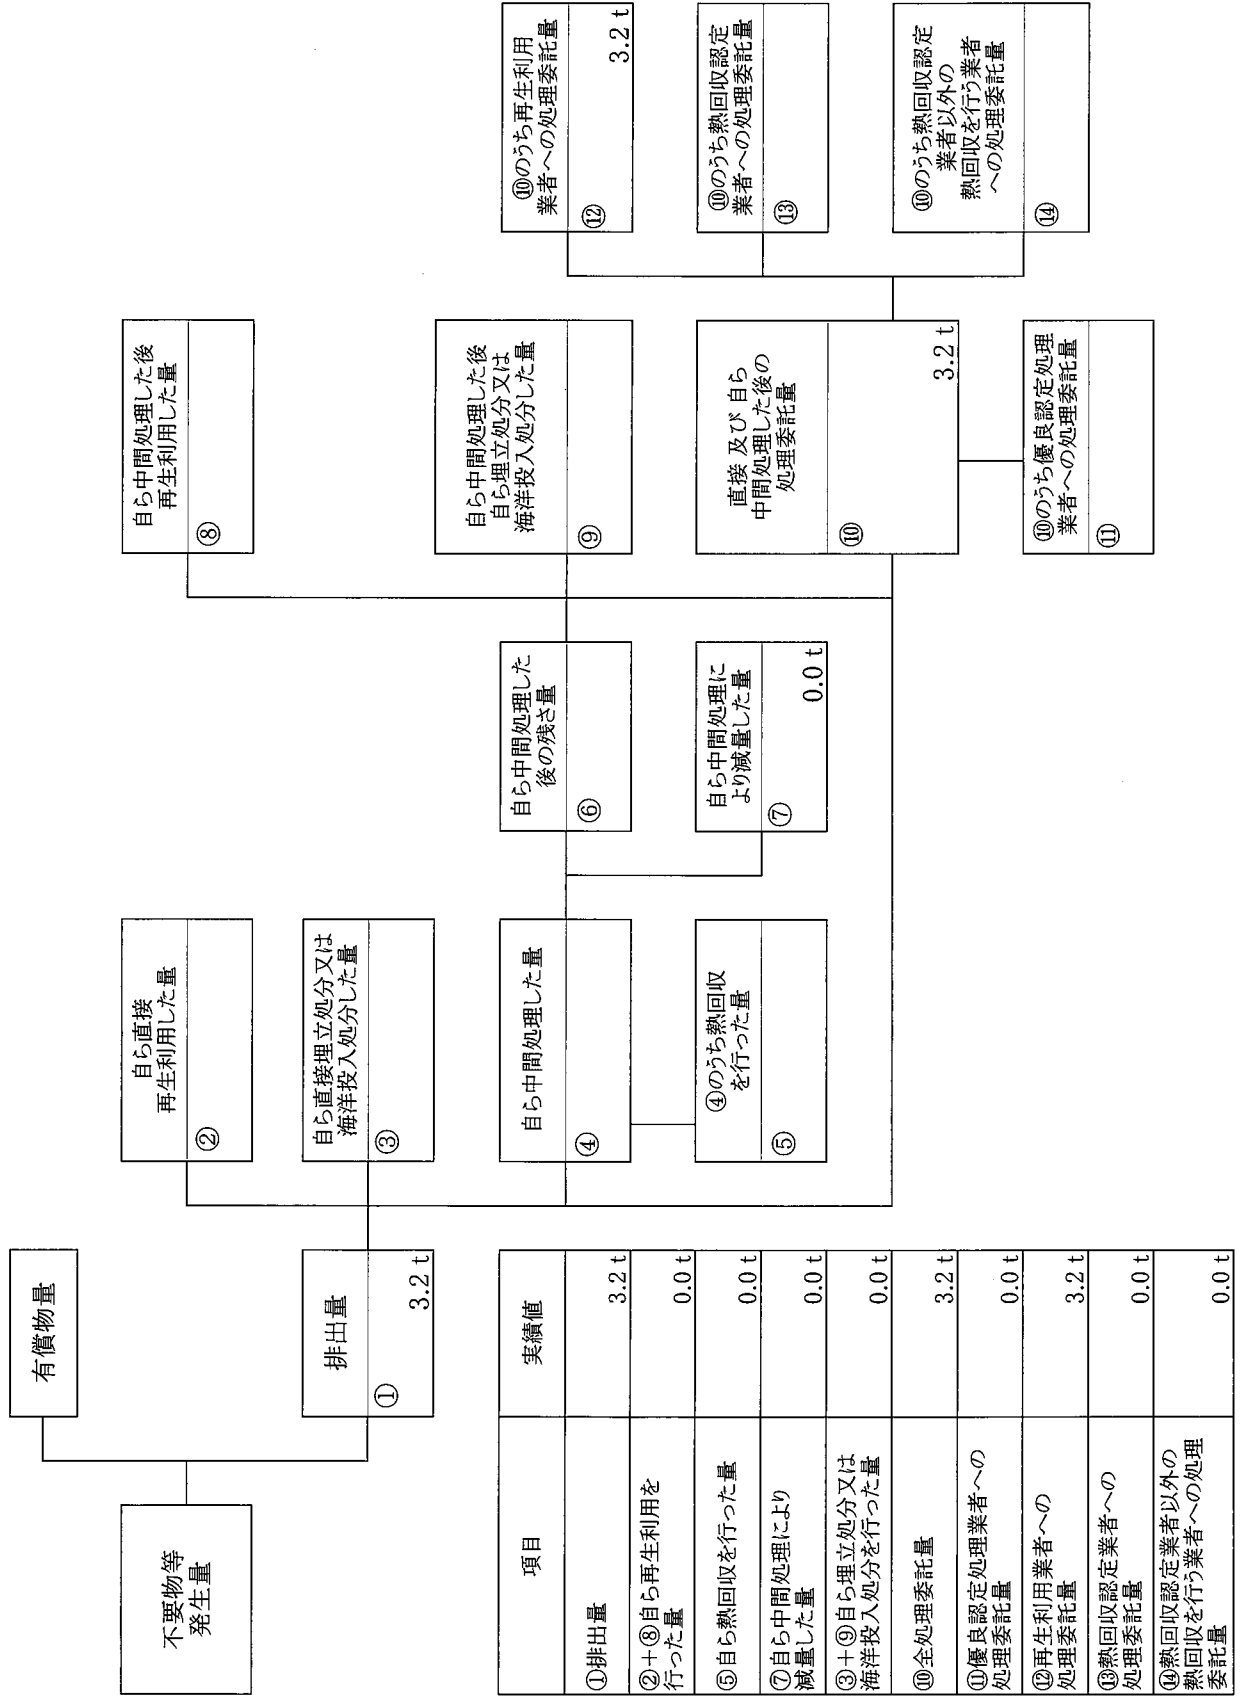 不要物等
発生量
有償物量
排出量
①
3.2 t
自ら直接
再生利用した量
②
自ら直接埋立処分又は
海洋投入処分した量
③
自ら中間処理した量
④
④のうち熱回収
を行った量
⑤
自ら中間処理した
後の残さ量
⑥
自ら中間処理に
より減量した量
⑦
0.0 t
自ら中間処理した後
再生利用した量
⑧
自ら中間処理した後
自ら埋立処分又は
海洋投入処分した量
⑨
直接 及び 自ら
中間処理した後の
処理委託量
⑩
3.2 t
⑩のうち優良認定処理
業者への処理委託量
⑪
⑩のうち再生利用
業者への処理委託量
⑫
3.2 t
⑩のうち熱回収認定
業者への処理委託量
⑬
⑩のうち熱回収認定
業者以外の
熱回収を行う業者
への処理委託量
⑭
項目 実績値
①排出量 3.2 t
②+⑧自ら再生利用を
行った量 0.0 t
⑤自ら熱回収を行った量 0.0 t
⑦自ら中間処理により
減量した量 0.0 t
③+⑨自ら埋立処分又は
海洋投入処分を行った量 0.0 t
⑩全処理委託量 3.2 t
⑪優良認定処理業者への
処理委託量 0.0 t
⑫再生利用業者への
処理委託量 3.2 t
⑬熱回収認定業者への
処理委託量 0.0 t
⑭熱回収認定業者以外の
熱回収を行う業者への処理
委託量 0.0 t